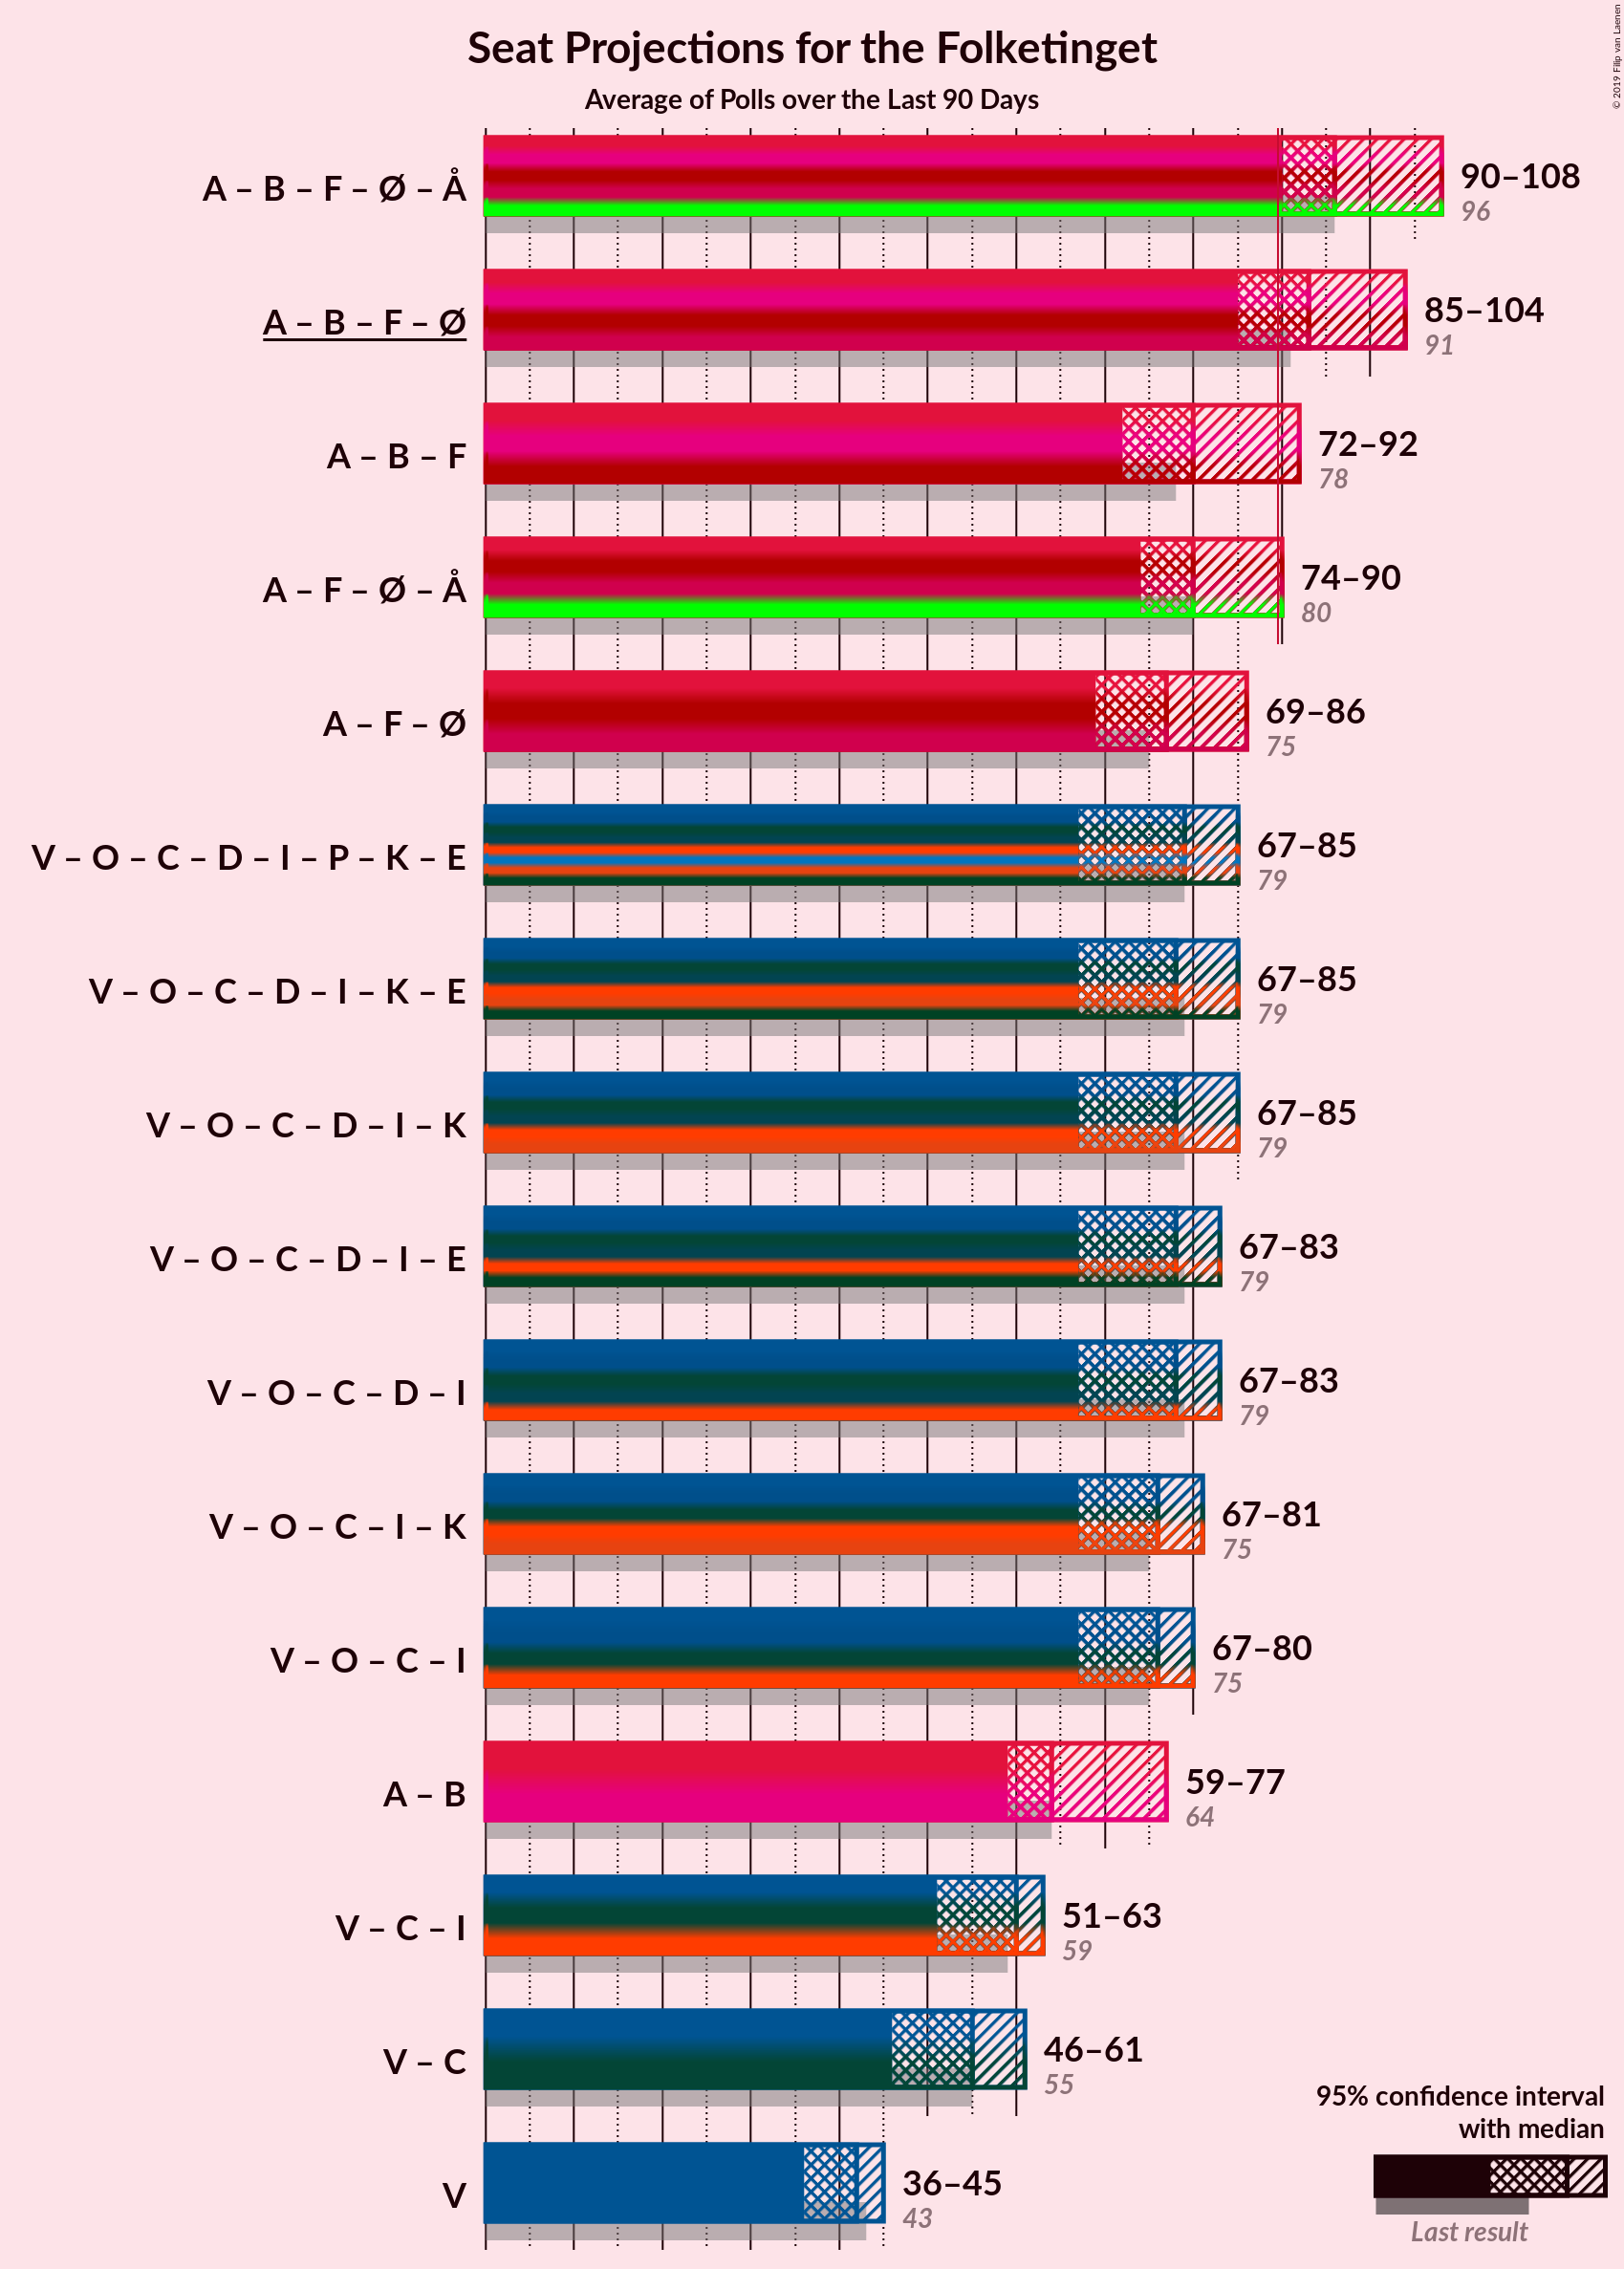 Seat Projections for the Folketinget
Average of Polls over the Last 90 Days
© 2019 Filip van Laenen
A – B – F – Ø – Å
90–108
96
A – B – F – Ø
85–104
91
A – B – F
72–92
78
A – F – Ø – Å
74–90
80
A – F – Ø
69–86
75
V – O – C – D – I – P – K – E
67–85
79
V – O – C – D – I – K – E
67–85
79
V – O – C – D – I – K
67–85
79
V – O – C – D – I – E
67–83
79
V – O – C – D – I
67–83
79
V – O – C – I – K
67–81
75
V – O – C – I
67–80
75
A – B
59–77
64
V – C – I
51–63
59
V – C
46–61
55
V
36–45
43
95% confidence interval
with median
Last result